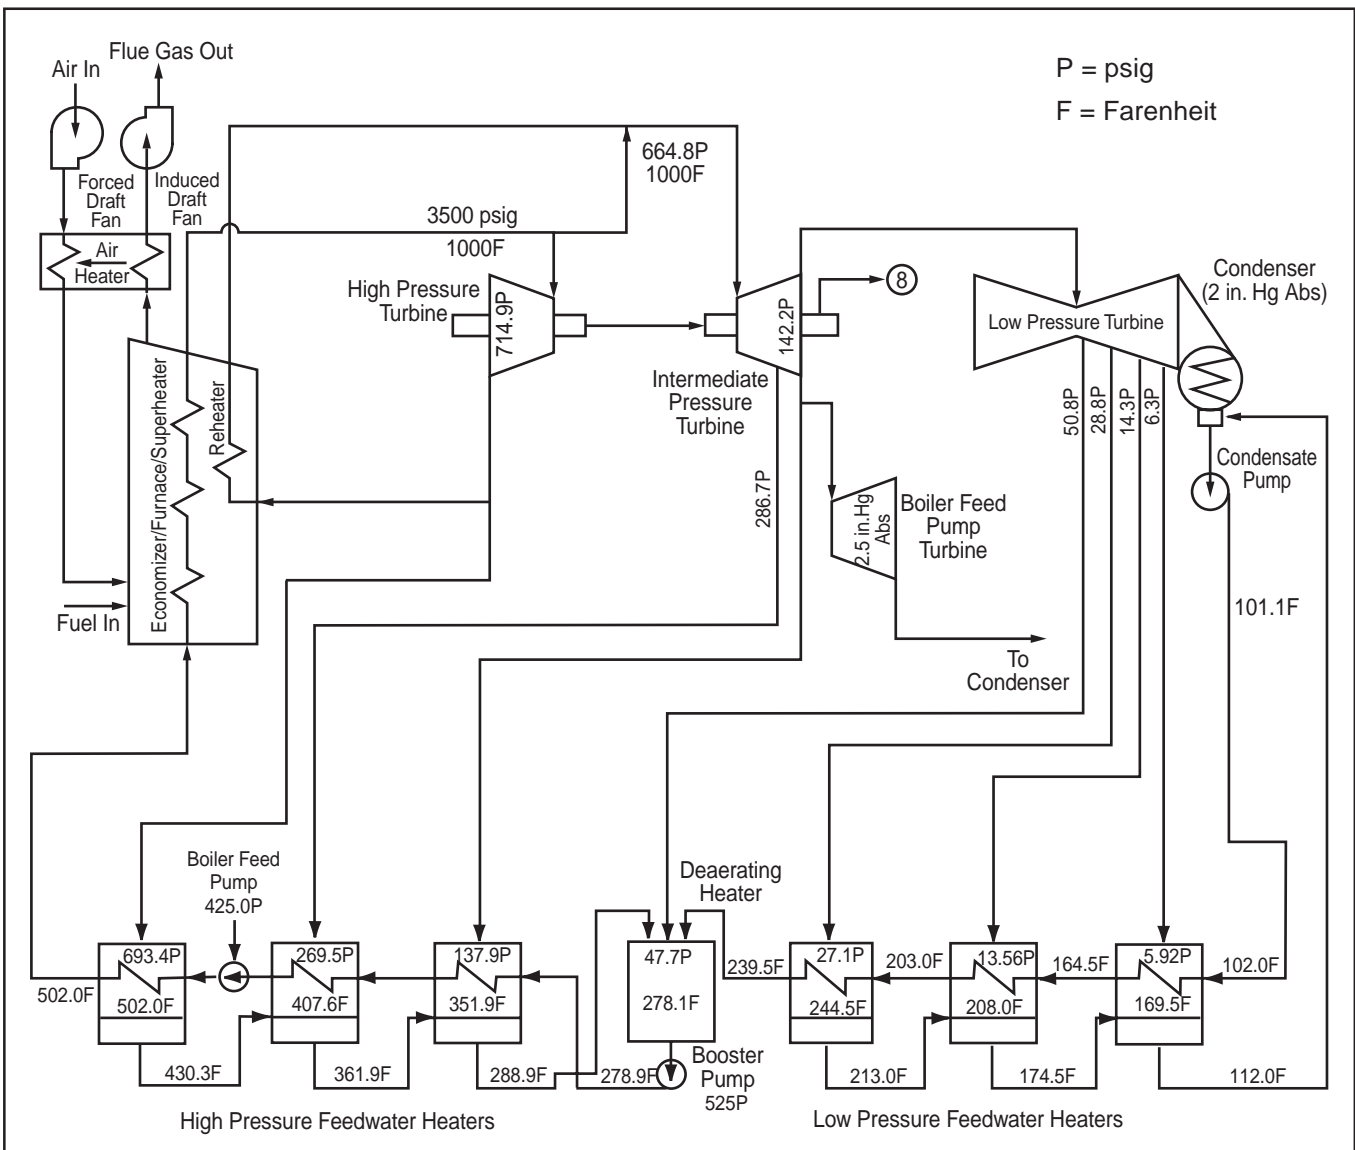 Flue Gas Out
Air In
P = psig
F = Farenheit
Forced
Draft
Fan
Induced
Draft
Fan
Air
Heater
664.8P
1000F
3500 psig
1000F
High Pressure
Turbine
714.9P
142.2P
8
Intermediate
Pressure
Turbine
Low Pressure Turbine
Condenser
(2 in. Hg Abs)
Economizer/Furnace/Superheater
Reheater
286.7P
50.8P
28.8P
14.3P
6.3P
Condensate
Pump
2.5 in.Hg
Abs
Boiler Feed
Pump
Turbine
101.1F
Fuel In
To
Condenser
Boiler Feed
Pump
425.0P
Deaerating
Heater
693.4P
502.0F
502.0F
269.5P
407.6F
137.9P
351.9F
47.7P
278.1F
239.5F
27.1P
244.5F
203.0F
13.56P
208.0F
164.5F
5.92P
169.5F
102.0F
430.3F
361.9F
288.9F
278.9F
Booster
Pump
525P
213.0F
174.5F
112.0F
High Pressure Feedwater Heaters
Low Pressure Feedwater Heaters